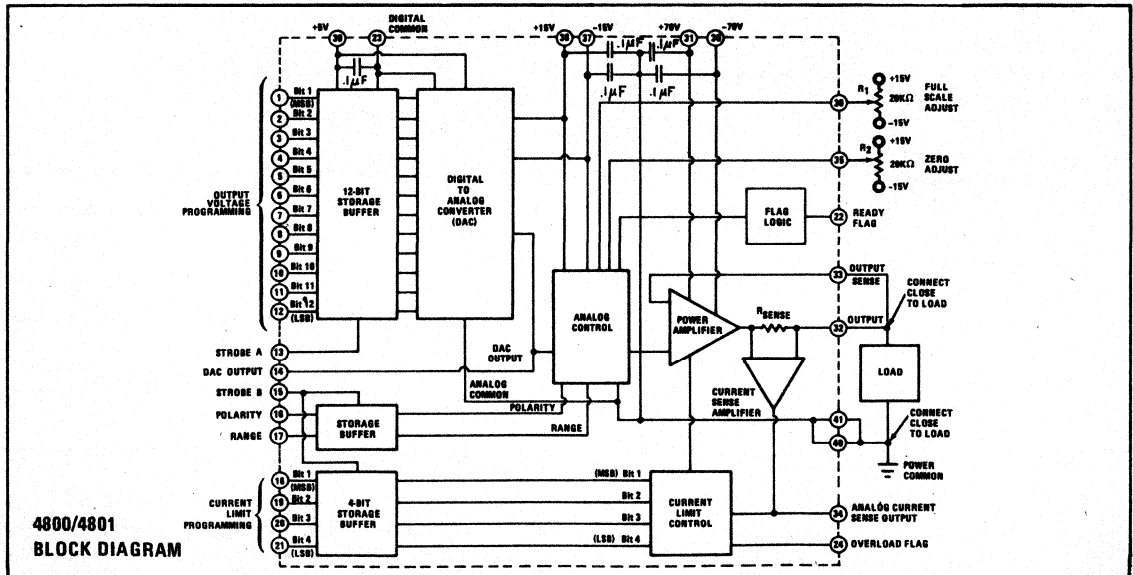 DIGITAL
COMMON
+5V
39
23
+15V
38
-15V
37
+70V
31
-70V
.1µF
.1µF
.1µF
.1µF
.1µF
OUTPUT
VOLTAGE
PROGRAMMING
1 Bit 1
(MSB)
2 Bit 2
3 Bit 3
4 Bit 4
5 Bit 5
6 Bit 6
7 Bit 7
8 Bit 8
9 Bit 9
10 Bit 10
11 Bit 11
12 Bit 12
(LSB)
12-BIT
STORAGE
BUFFER
DIGITAL
TO
ANALOG
CONVERTER
(DAC)
R1
+15V
20KΩ
-15V
FULL
SCALE
ADJUST
35
R2
+15V
20KΩ
-15V
ZERO
ADJUST
FLAG
LOGIC
22
READY
FLAG
33
OUTPUT
SENSE
CONNECT
CLOSE
TO LOAD
ANALOG
CONTROL
POWER
AMPLIFIER
RSENSE
32
OUTPUT
LOAD
STROBE A 13
DAC OUTPUT 14
DAC
OUTPUT
ANALOG
COMMON
CURRENT
SENSE
AMPLIFIER
STROBE B 15
POLARITY 16
RANGE 17
STORAGE
BUFFER
POLARITY
RANGE
41
40
CONNECT
CLOSE
TO LOAD
POWER
COMMON
CURRENT
LIMIT
PROGRAMMING
18 Bit 1
(MSB)
19 Bit 2
20 Bit 3
21 Bit 4
(LSB)
4-BIT
STORAGE
BUFFER
(MSB) Bit 1
Bit 2
Bit 3
(LSB) Bit 4
CURRENT
LIMIT
CONTROL
34
ANALOG CURRENT
SENSE OUTPUT
24
OVERLOAD FLAG
4800/4801
BLOCK DIAGRAM